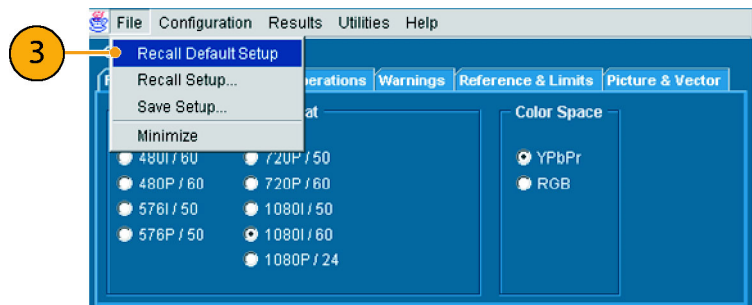 File Configuration Results Utilities Help
3
Recall Default Setup
Recall Setup...
Save Setup...
Minimize
erations Warnings Reference & Limits Picture & Vector
at
Color Space
480I / 60 720P / 50
480P / 60 720P / 60
576I / 50 1080I / 50
576P / 50 1080I / 60
1080P / 24
YPbPr
RGB